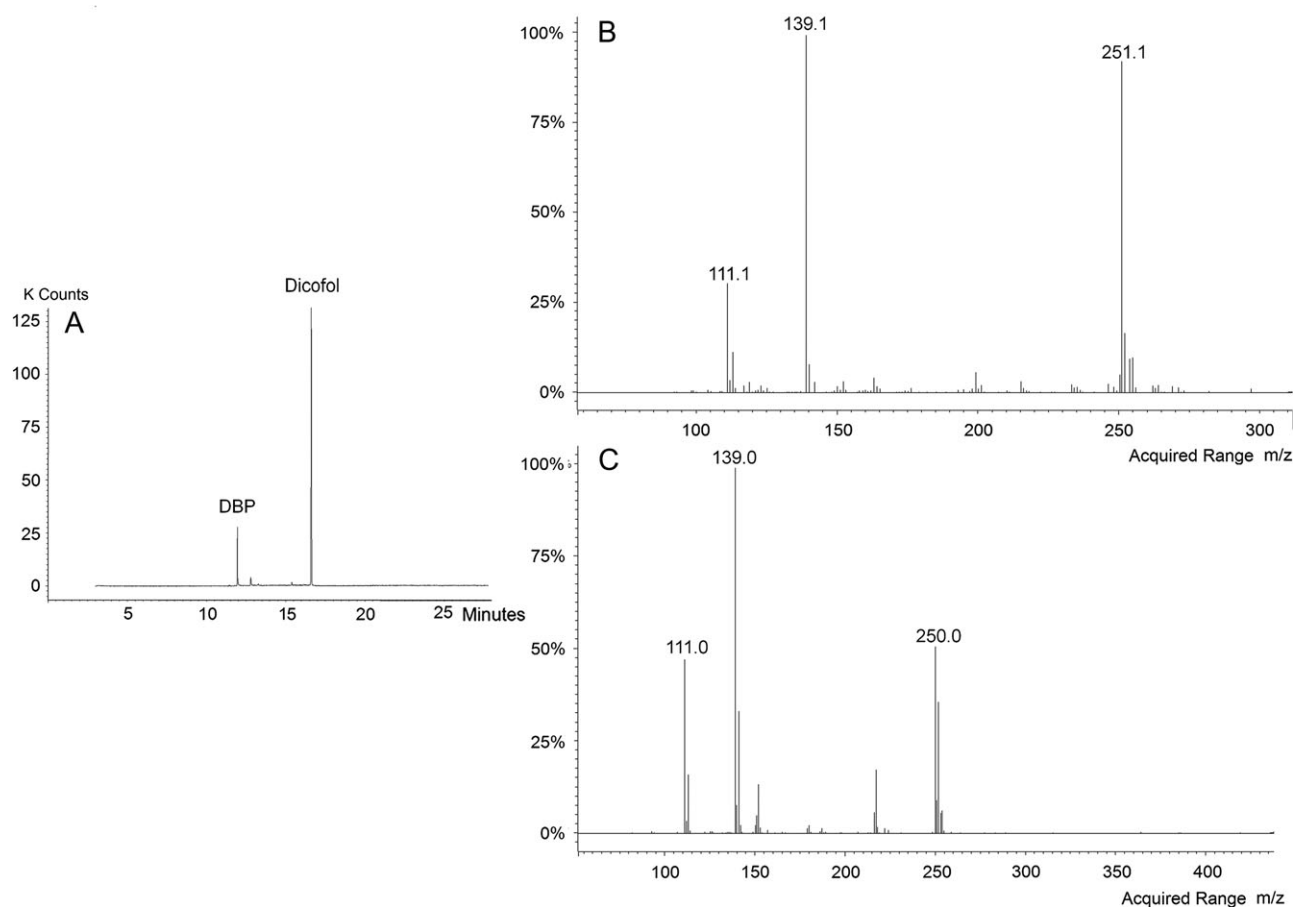 K Counts
A
125
100
75
50
25
0
DBP
Dicofol
5 10 15 20 25 Minutes
B
100%
75%
50%
25%
0%
111.1
139.1
251.1
100 150 200 250 300
Acquired Range m/z
C
100%
75%
50%
25%
0%
111.0
139.0
250.0
100 150 200 250 300 350 400
Acquired Range m/z